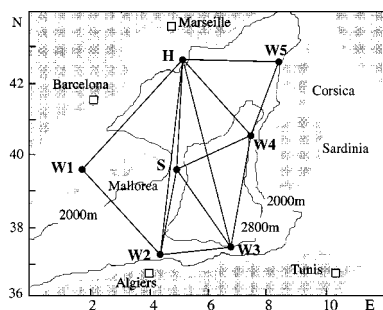 N
Marseille
H
W5
42
Barcelona
Corsica
W4
40
Sardinia
W1
S
Mallorea
2000m
2000m
38
2800m
W2
W3
Algiers
Tunis
36
2
4
6
8
10
E